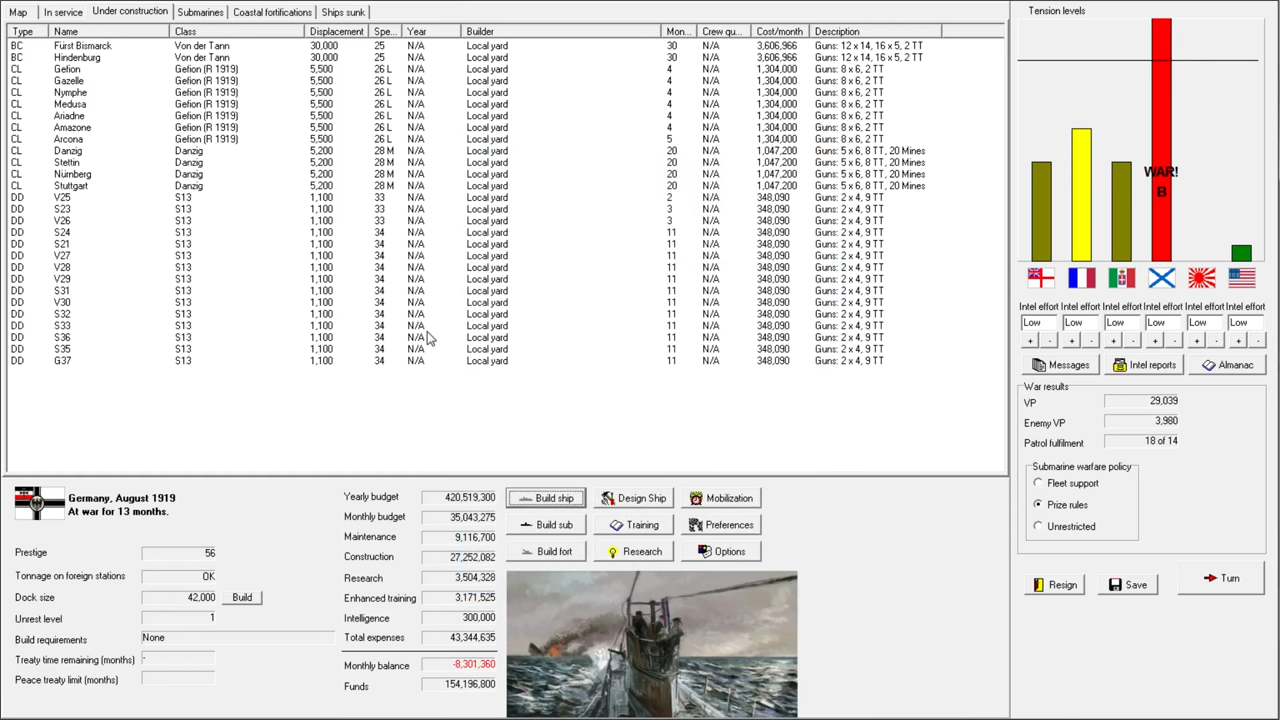 Map In service Under construction Submarines Coastal fortifications Ships sunk
Type Name Class Displacement Spe... Year Builder Mon... Crew qu... Cost/month Description
BC Fürst Bismarck Von der Tann 30,000 25 N/A Local yard 30 N/A 3,606,966 Guns: 12 x 14, 16 x 5, 2 TT
BC Hindenburg Von der Tann 30,000 25 N/A Local yard 30 N/A 3,606,966 Guns: 12 x 14, 16 x 5, 2 TT
CL Gefion Gefion (R 1919) 5,500 26 L N/A Local yard 4 N/A 1,304,000 Guns: 8 x 6, 2 TT
CL Gazelle Gefion (R 1919) 5,500 26 L N/A Local yard 4 N/A 1,304,000 Guns: 8 x 6, 2 TT
CL Nymphe Gefion (R 1919) 5,500 26 L N/A Local yard 4 N/A 1,304,000 Guns: 8 x 6, 2 TT
CL Medusa Gefion (R 1919) 5,500 26 L N/A Local yard 4 N/A 1,304,000 Guns: 8 x 6, 2 TT
CL Ariadne Gefion (R 1919) 5,500 26 L N/A Local yard 4 N/A 1,304,000 Guns: 8 x 6, 2 TT
CL Amazone Gefion (R 1919) 5,500 26 L N/A Local yard 4 N/A 1,304,000 Guns: 8 x 6, 2 TT
CL Arcona Gefion (R 1919) 5,500 26 L N/A Local yard 5 N/A 1,304,000 Guns: 8 x 6, 2 TT
CL Danzig Danzig 5,200 28 M N/A Local yard 20 N/A 1,047,200 Guns: 5 x 6, 8 TT, 20 Mines
CL Stettin Danzig 5,200 28 M N/A Local yard 20 N/A 1,047,200 Guns: 5 x 6, 8 TT, 20 Mines
CL Nürnberg Danzig 5,200 28 M N/A Local yard 20 N/A 1,047,200 Guns: 5 x 6, 8 TT, 20 Mines
CL Stuttgart Danzig 5,200 28 M N/A Local yard 20 N/A 1,047,200 Guns: 5 x 6, 8 TT, 20 Mines
DD V25 S13 1,100 33 N/A Local yard 2 N/A 348,090 Guns: 2 x 4, 9 TT
DD S23 S13 1,100 33 N/A Local yard 3 N/A 348,090 Guns: 2 x 4, 9 TT
DD V26 S13 1,100 33 N/A Local yard 3 N/A 348,090 Guns: 2 x 4, 9 TT
DD S24 S13 1,100 34 N/A Local yard 11 N/A 348,090 Guns: 2 x 4, 9 TT
DD S21 S13 1,100 34 N/A Local yard 11 N/A 348,090 Guns: 2 x 4, 9 TT
DD V27 S13 1,100 34 N/A Local yard 11 N/A 348,090 Guns: 2 x 4, 9 TT
DD V28 S13 1,100 34 N/A Local yard 11 N/A 348,090 Guns: 2 x 4, 9 TT
DD V29 S13 1,100 34 N/A Local yard 11 N/A 348,090 Guns: 2 x 4, 9 TT
DD S31 S13 1,100 34 N/A Local yard 11 N/A 348,090 Guns: 2 x 4, 9 TT
DD V30 S13 1,100 34 N/A Local yard 11 N/A 348,090 Guns: 2 x 4, 9 TT
DD S32 S13 1,100 34 N/A Local yard 11 N/A 348,090 Guns: 2 x 4, 9 TT
DD S33 S13 1,100 34 N/A Local yard 11 N/A 348,090 Guns: 2 x 4, 9 TT
DD S36 S13 1,100 34 N/A Local yard 11 N/A 348,090 Guns: 2 x 4, 9 TT
DD S35 S13 1,100 34 N/A Local yard 11 N/A 348,090 Guns: 2 x 4, 9 TT
DD G37 S13 1,100 34 N/A Local yard 11 N/A 348,090 Guns: 2 x 4, 9 TT
Germany, August 1919
At war for 13 months.
Prestige 56
Tonnage on foreign stations OK
Dock size 42,000 Build
Unrest level 1
Build requirements None
Treaty time remaining (months) -
Peace treaty limit (months)
Yearly budget 420,519,300
Monthly budget 35,043,275
Maintenance 9,116,700
Construction 27,252,082
Research 3,504,328
Enhanced training 3,171,525
Intelligence 300,000
Total expenses 43,344,635
Monthly balance -8,301,360
Funds 154,196,800
Build ship Design Ship Mobilization
Build sub Training Preferences
Build fort Research Options
Tension levels
WAR!
B
Intel effort Intel effort Intel effort Intel effort Intel effort Intel effort
Low Low Low Low Low Low
+ - + - + - + - + - + -
Messages Intel reports Almanac
War results
VP 29,039
Enemy VP 3,980
Patrol fulfilment 18 of 14
Submarine warfare policy
Fleet support
Prize rules
Unrestricted
Resign Save Turn